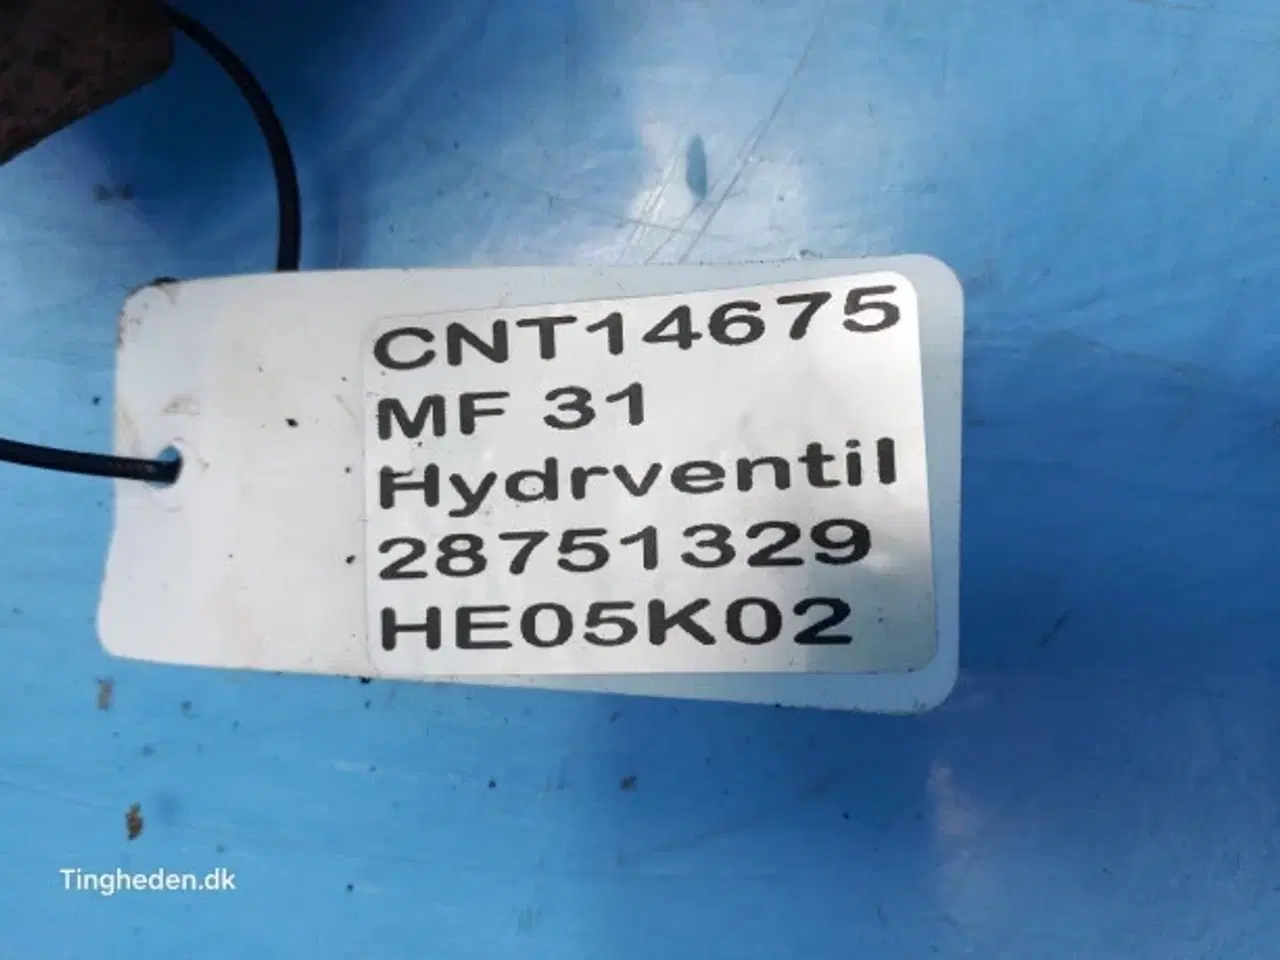 CNT14675
MF 31
Hydrventil
28751329
HE05K02
Tingheden.dk